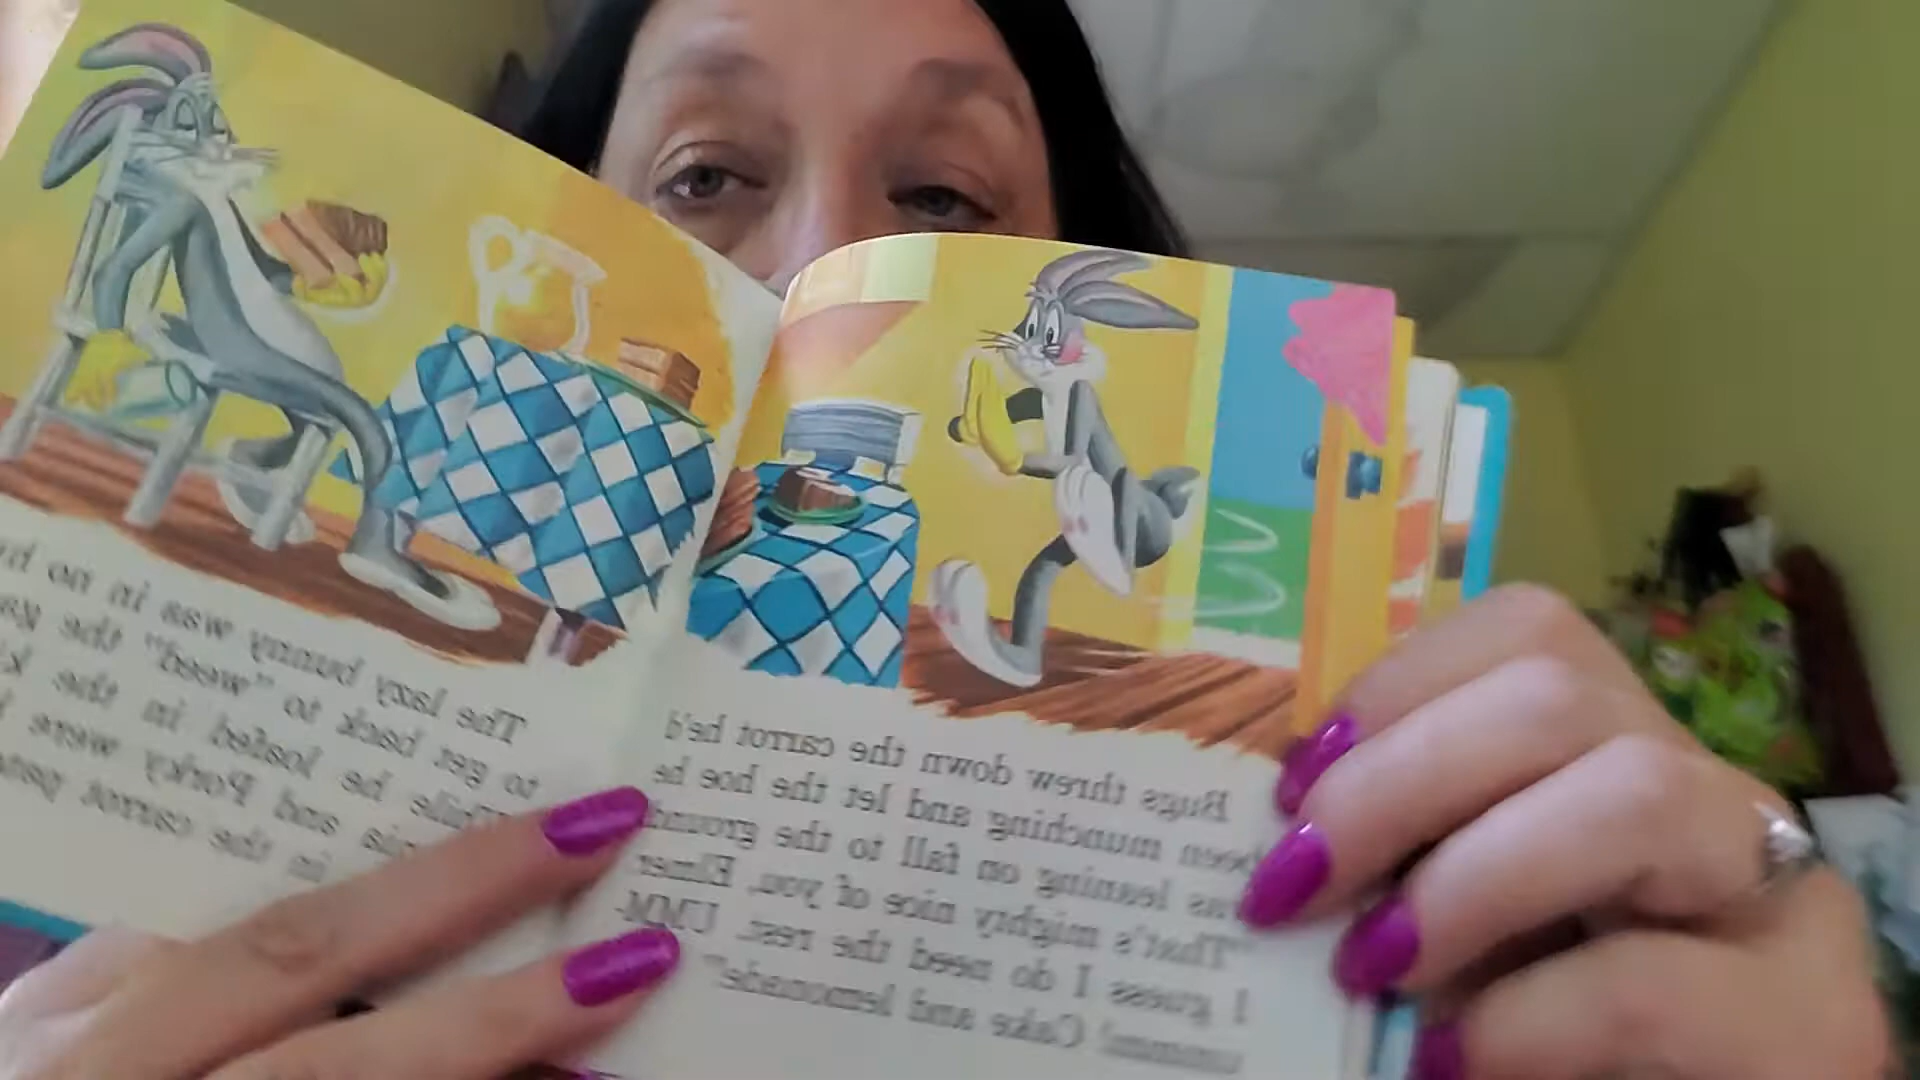 Bugs threw down the carrot he'd
been munching and let the hoe he
was leaning on fall to the ground.
"That's mighty nice of you, Elmer.
I guess I do need the rest. UMM-
ummm! Cake and lemonade!"
The lazy bunny was in no
to get back to "weed" the
While he loafed in the
and Porky were
in the carrot